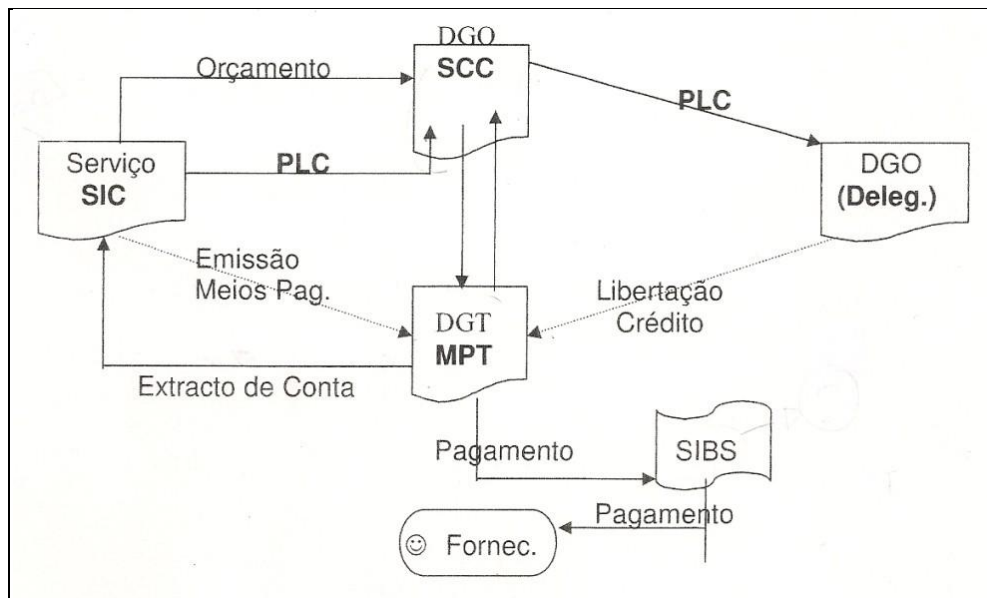 DGO
SCC
Orçamento
PLC
Serviço
SIC
PLC
DGO
(Deleg.)
Emissão
Meios Pag.
Libertação
Crédito
DGT
MPT
Extracto de Conta
Pagamento
SIBS
Pagamento
☺ Fornec.